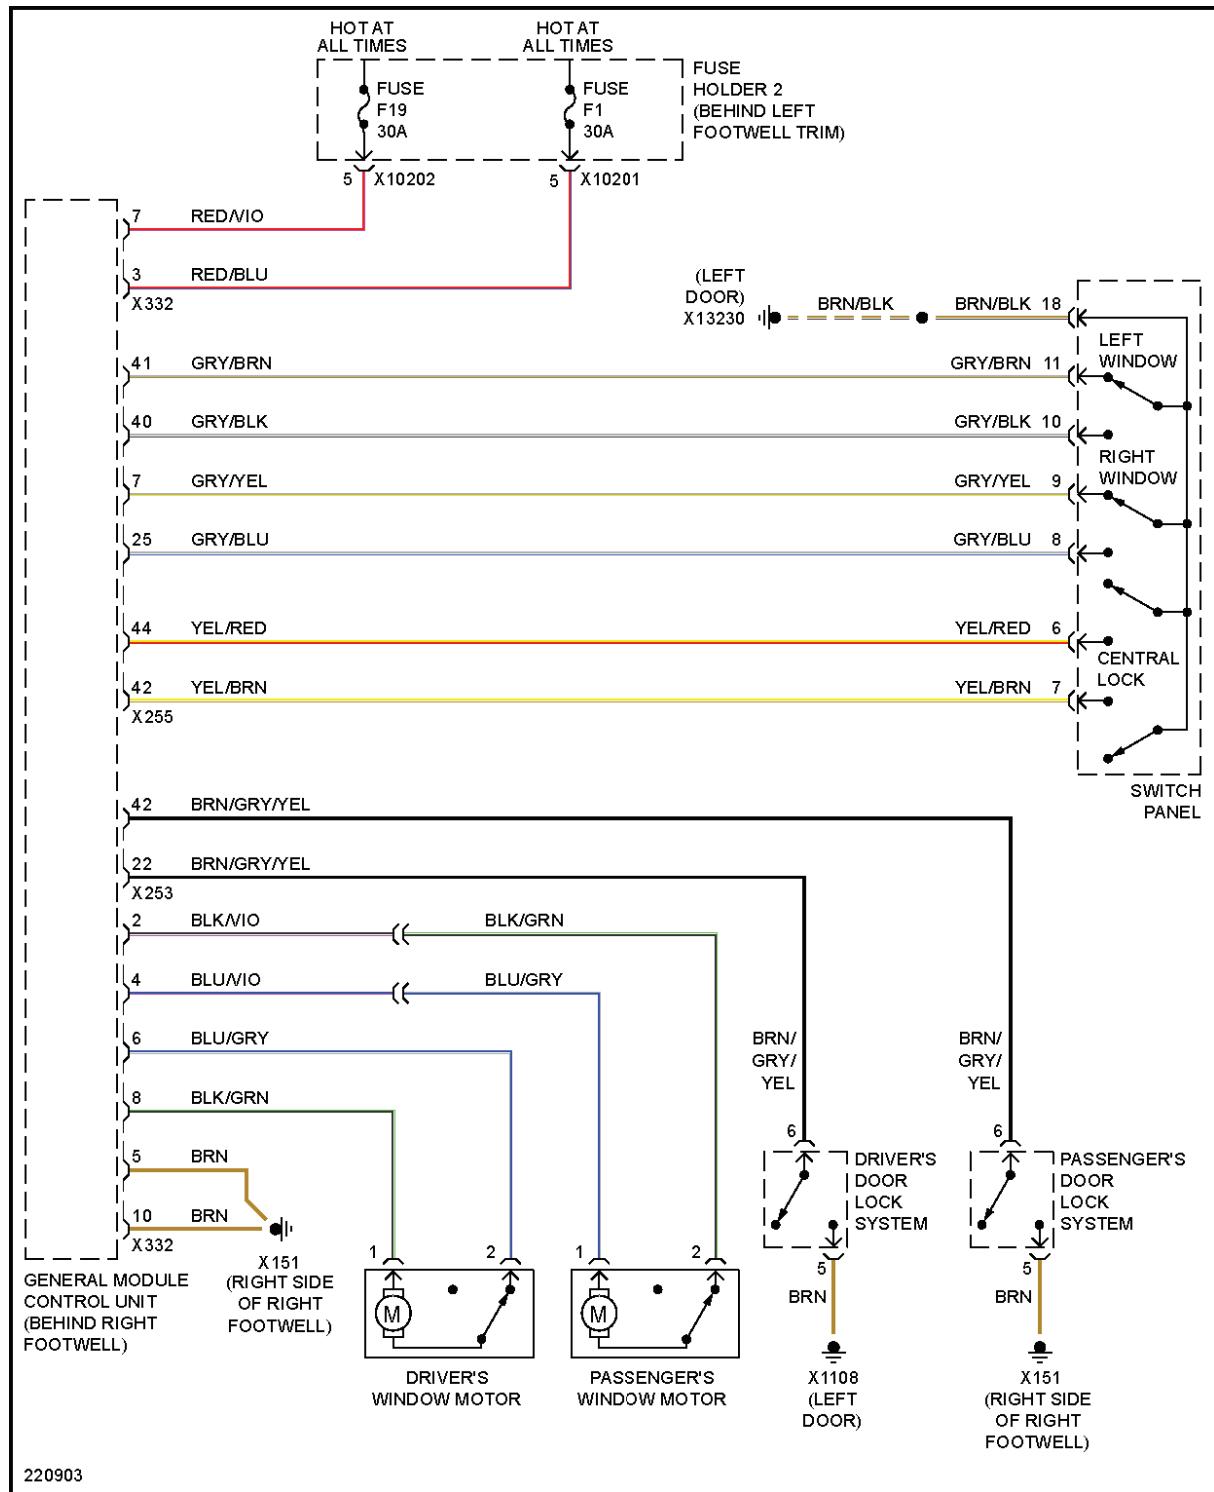 HOT AT
ALL TIMES
HOT AT
ALL TIMES
FUSE
F19
30A
FUSE
F1
30A
FUSE
HOLDER 2
(BEHIND LEFT
FOOTWELL TRIM)
5 X10202
5 X10201
7 RED/VIO
3 RED/BLU
X332
(LEFT
DOOR)
X13230
BRN/BLK
BRN/BLK 18
LEFT
WINDOW
41 GRY/BRN
GRY/BRN 11
40 GRY/BLK
GRY/BLK 10
RIGHT
WINDOW
7 GRY/YEL
GRY/YEL 9
25 GRY/BLU
GRY/BLU 8
44 YEL/RED
YEL/RED 6
CENTRAL
LOCK
42 YEL/BRN
YEL/BRN 7
X255
SWITCH
PANEL
42 BRN/GRY/YEL
22 BRN/GRY/YEL
X253
2 BLK/VIO
BLK/GRN
4 BLU/VIO
BLU/GRY
6 BLU/GRY
8 BLK/GRN
5 BRN
10 BRN
X332
BRN/
GRY/
YEL
BRN/
GRY/
YEL
6
6
DRIVER'S
DOOR
LOCK
SYSTEM
PASSENGER'S
DOOR
LOCK
SYSTEM
5
5
BRN
BRN
GENERAL MODULE
CONTROL UNIT
(BEHIND RIGHT
FOOTWELL)
X151
(RIGHT SIDE
OF RIGHT
FOOTWELL)
1
2
M
1
2
M
DRIVER'S
WINDOW MOTOR
PASSENGER'S
WINDOW MOTOR
X1108
(LEFT
DOOR)
X151
(RIGHT SIDE
OF RIGHT
FOOTWELL)
220903